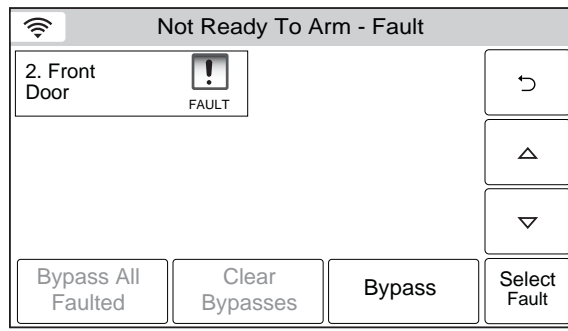 Not Ready To Arm - Fault
2. Front
Door
FAULT
Bypass All
Faulted
Clear
Bypasses
Bypass
Select
Fault